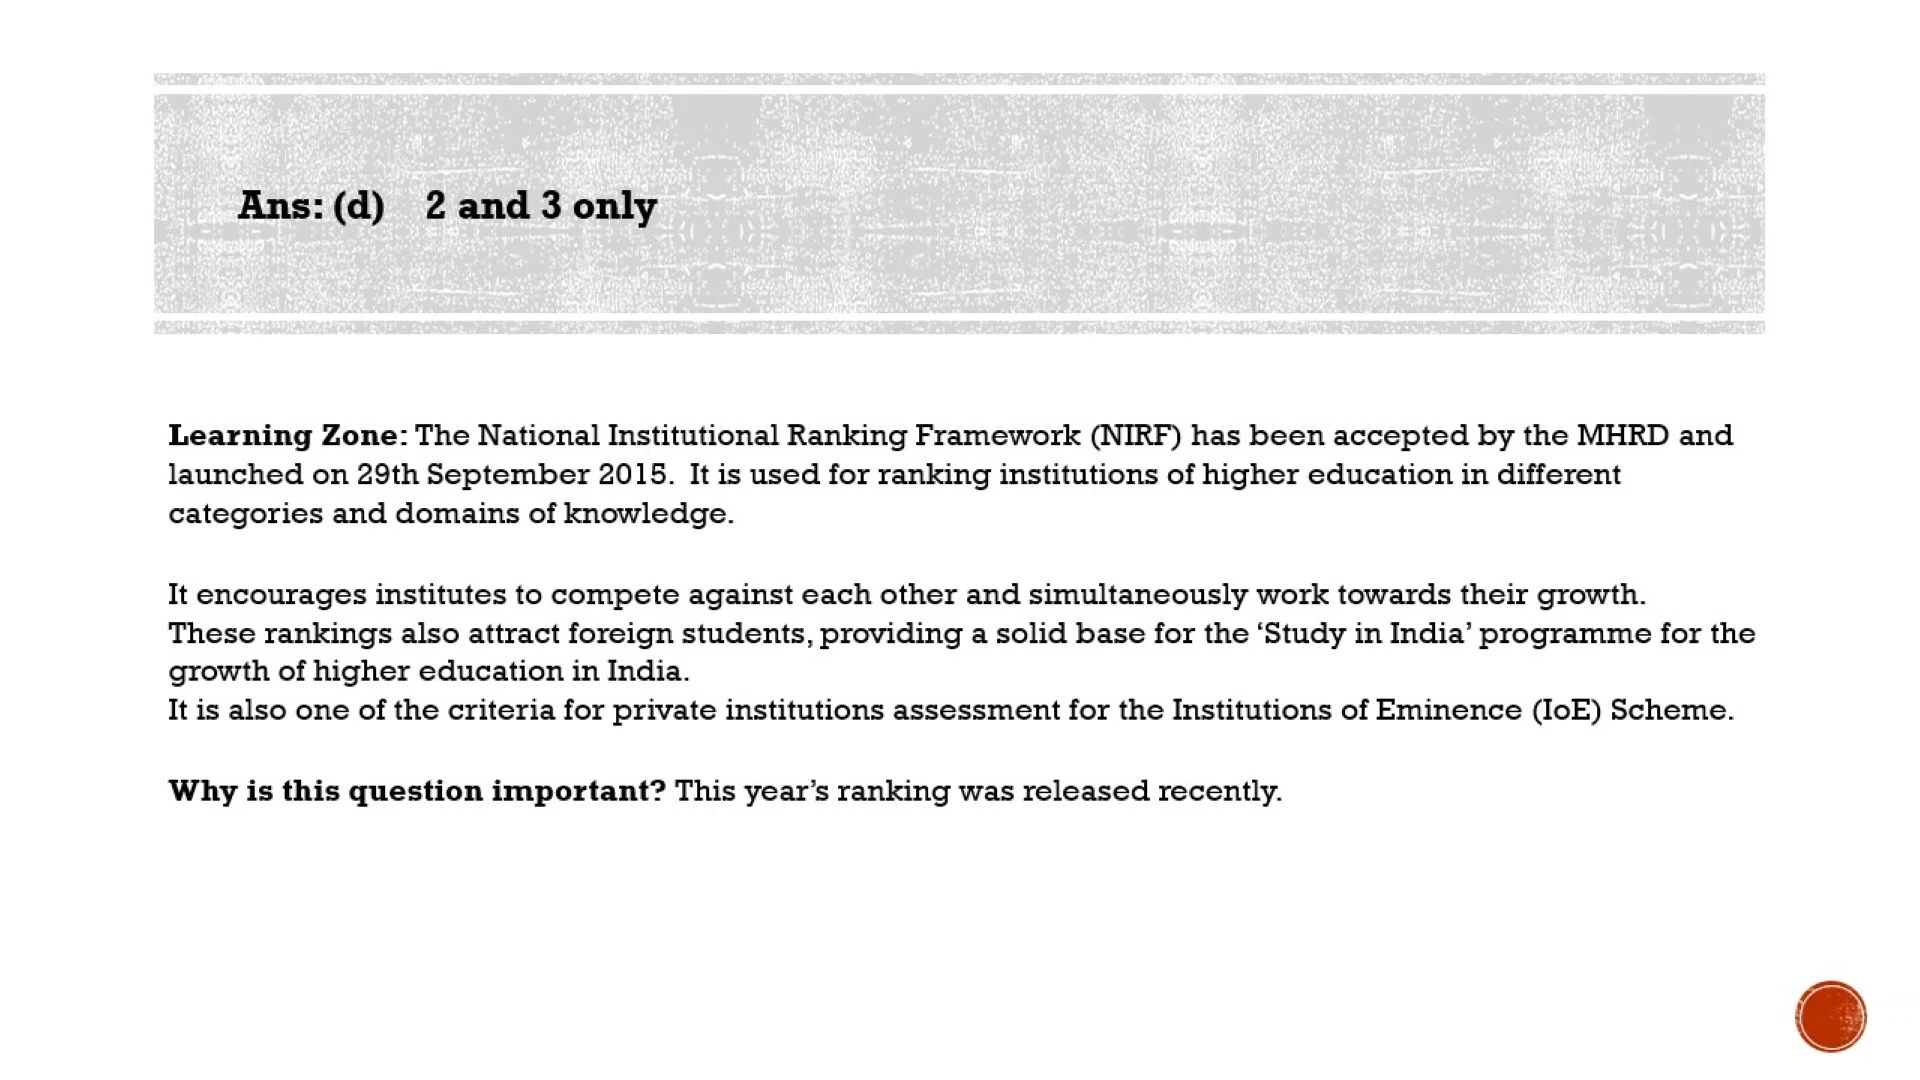 Ans: (d) 2 and 3 only
Learning Zone: The National Institutional Ranking Framework (NIRF) has been accepted by the MHRD and
launched on 29th September 2015. It is used for ranking institutions of higher education in different
categories and domains of knowledge.
It encourages institutes to compete against each other and simultaneously work towards their growth.
These rankings also attract foreign students, providing a solid base for the ‘Study in India’ programme for the
growth of higher education in India.
It is also one of the criteria for private institutions assessment for the Institutions of Eminence (IoE) Scheme.
Why is this question important? This year’s ranking was released recently.